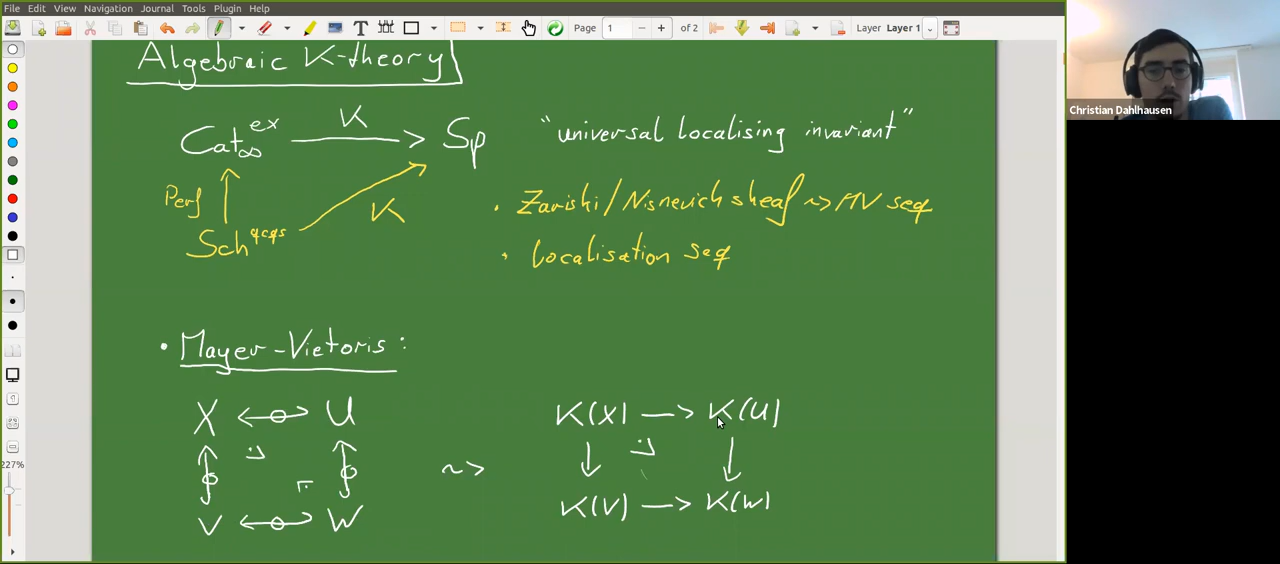 File Edit View Navigation Journal Tools Plugin Help
Page 1 of 2 Layer Layer 1
Christian Dahlhausen
Algebraic K-theory
Cat∞^ex K Sp "universal localising invariant"
Perf K
Sch^qcqs
• Zariski/Nisnevich sheaf ~> MV seq
• Localisation seq
• Mayer-Vietoris:
X U K(X) → K(U)
~>
V W K(V) → K(W)
227%